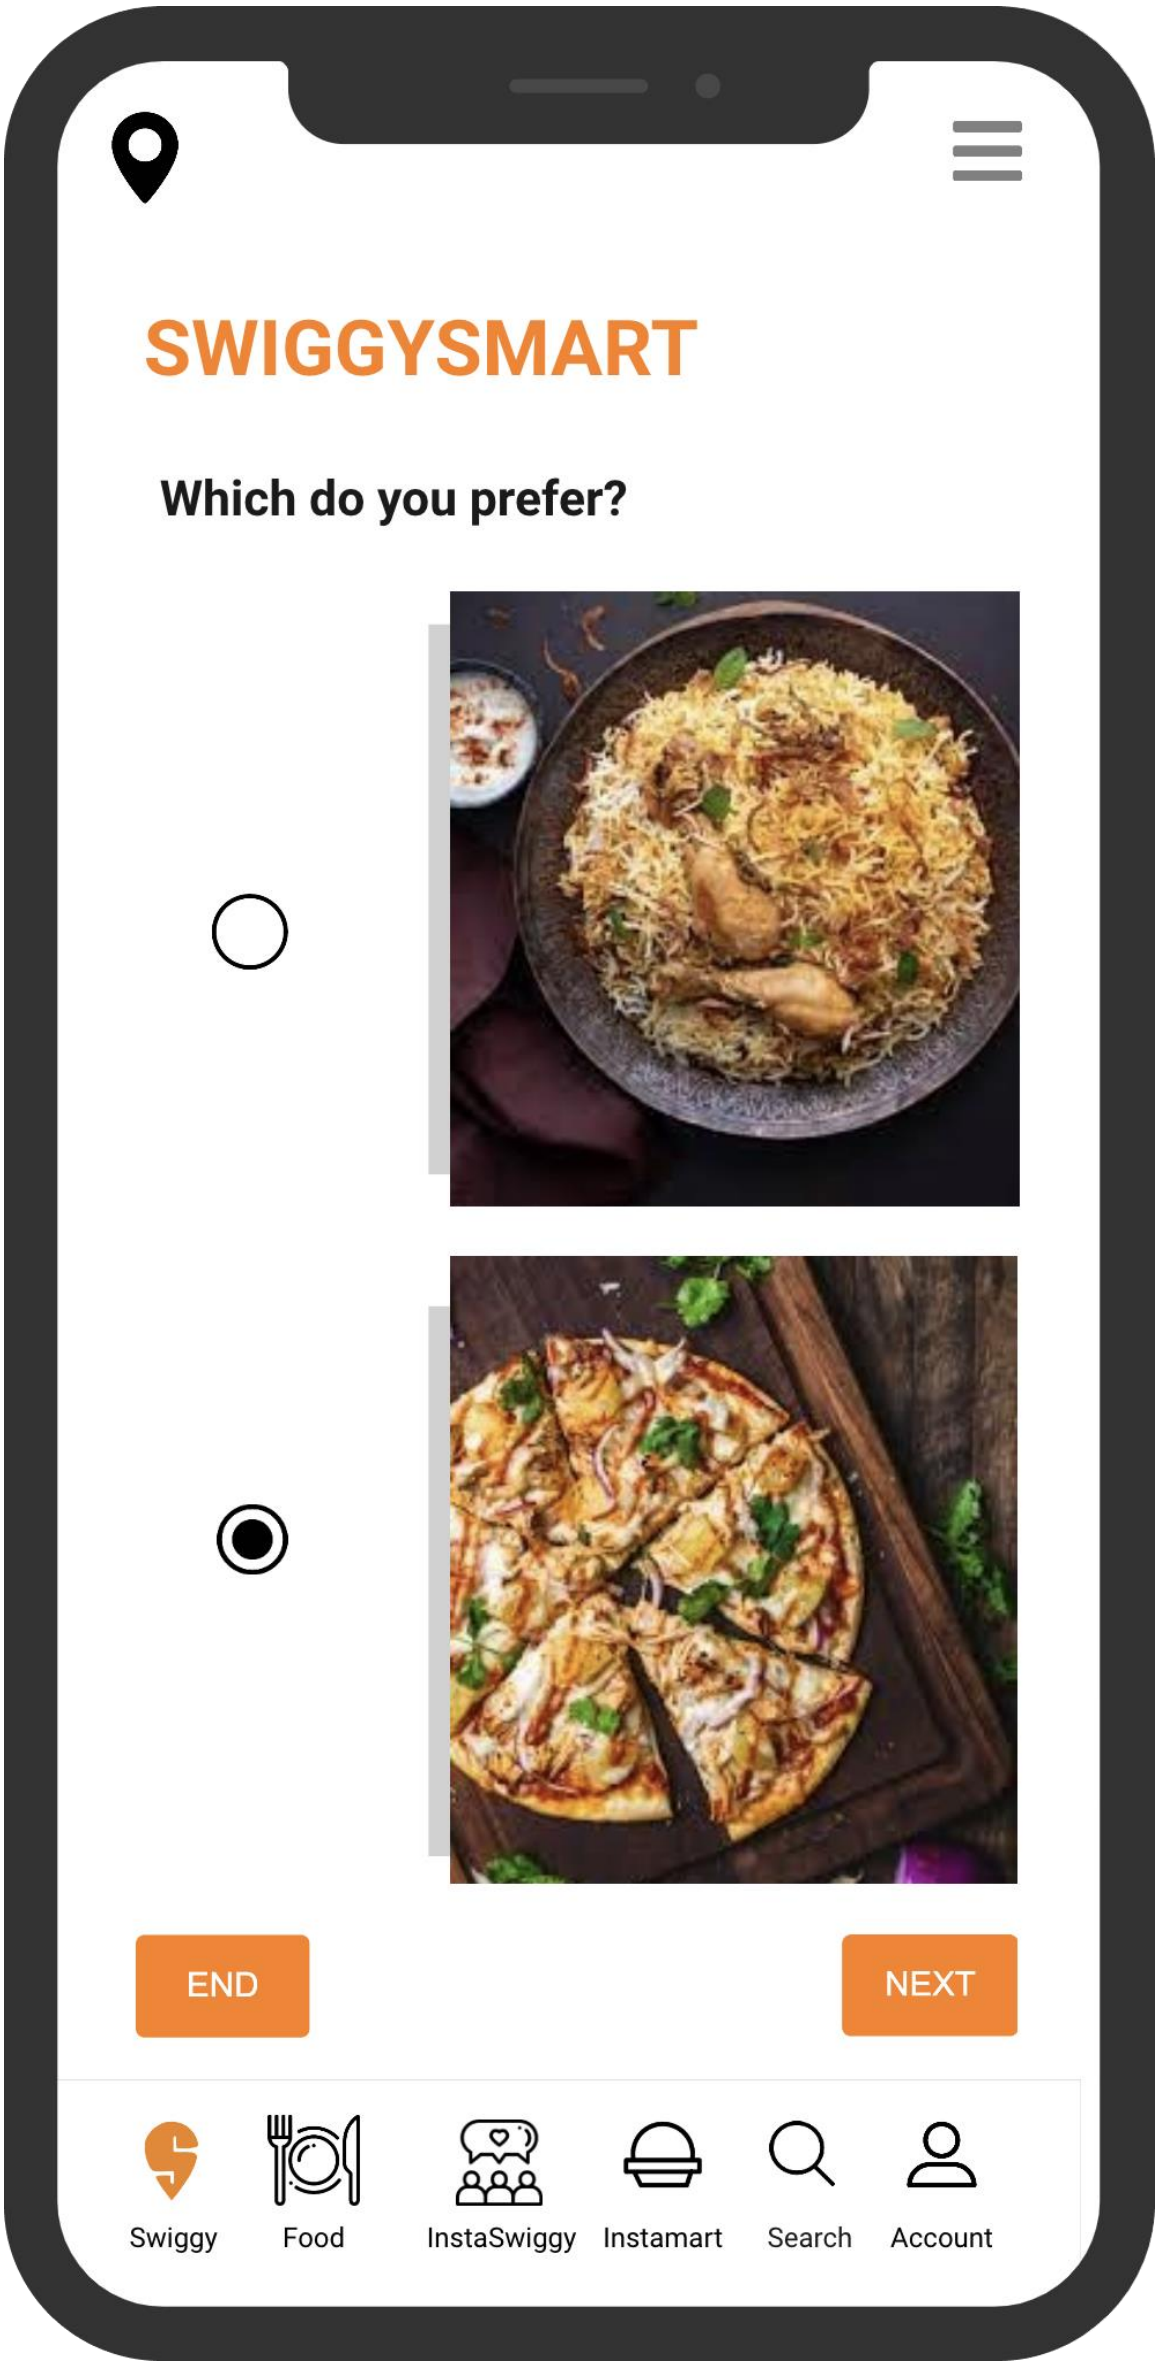 SWIGGYSMART
Which do you prefer?
END
NEXT
Swiggy
Food
InstaSwiggy
Instamart
Search
Account